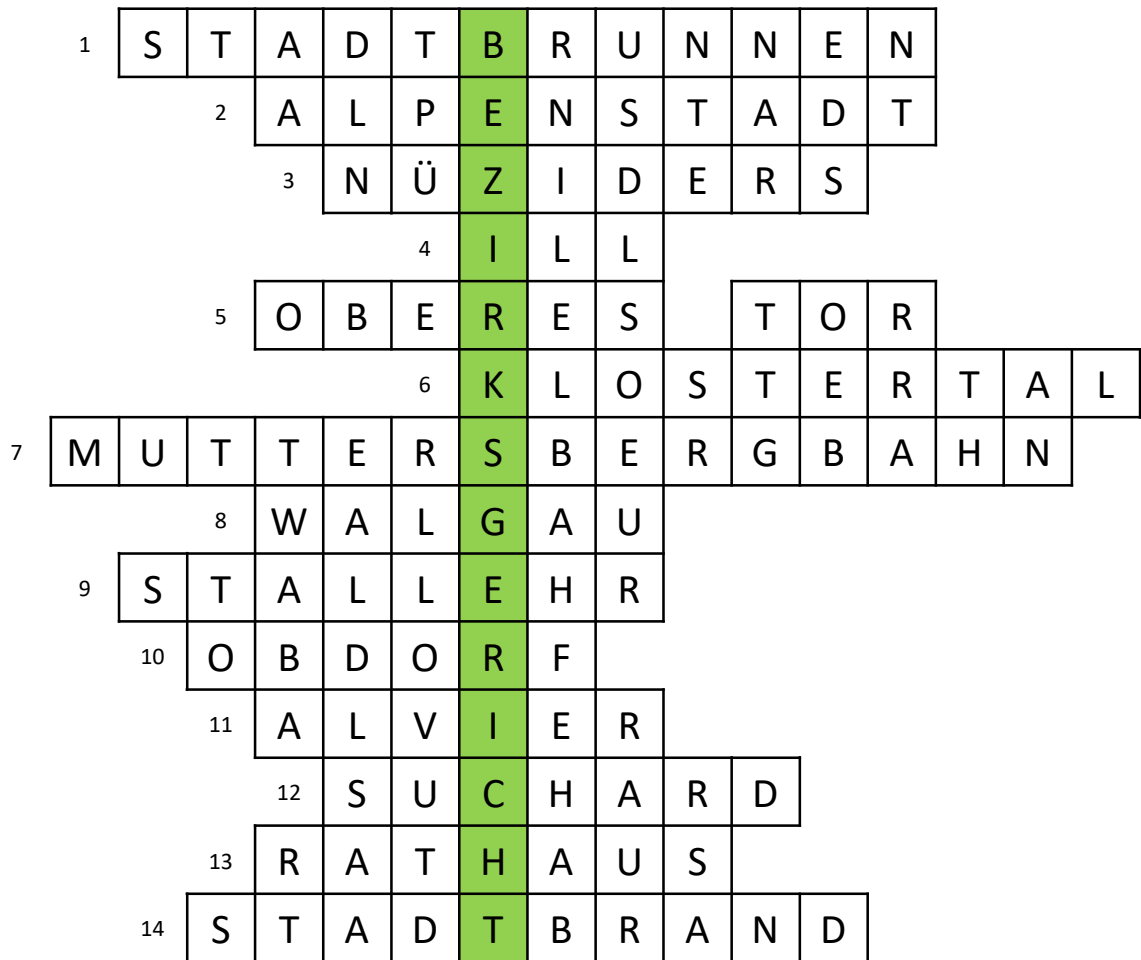 1 STADTBRUNNEN
2 ALPENSTADT
3 NÜZIDERS
4 ILL
5 OBERES TOR
6 KLOSTERTAL
7 MUTTERSBERGBAHN
8 WALGAU
9 STALLEHR
10 OBDORF
11 ALVIER
12 SUCHARD
13 RATHAUS
14 STADTBRAND